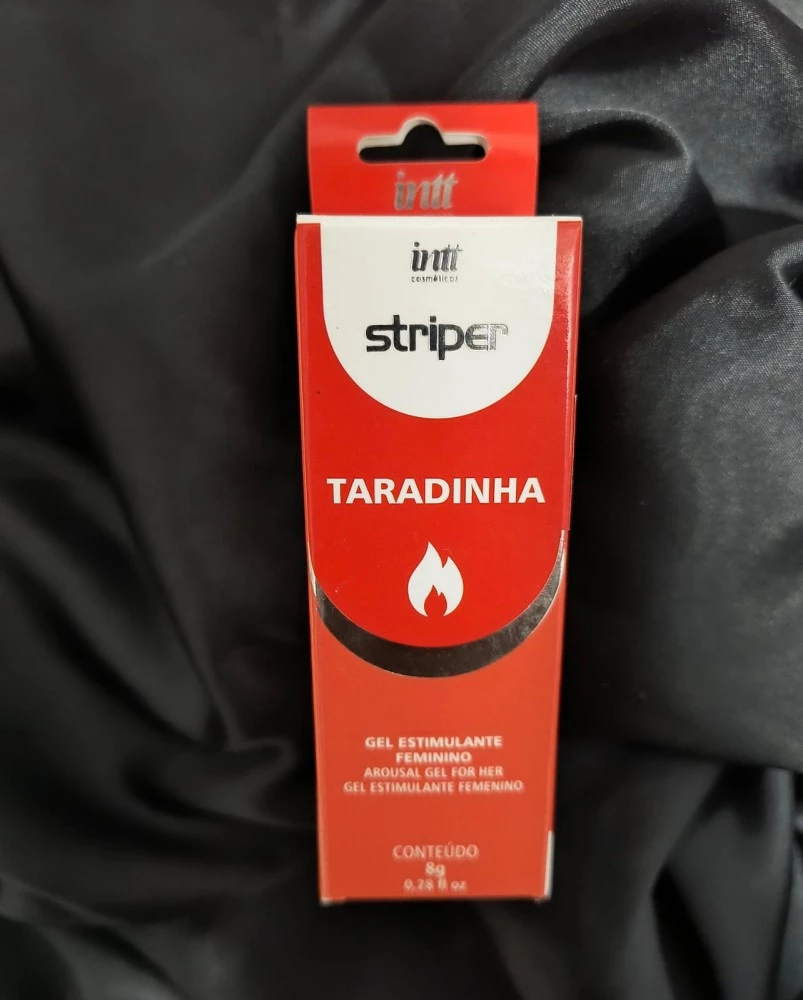 intt
intt
cosméticos
striper
TARADINHA
GEL ESTIMULANTE
FEMININO
AROUSAL GEL FOR HER
GEL ESTIMULANTE FEMENINO
CONTEÚDO
8g
0.28 fl oz